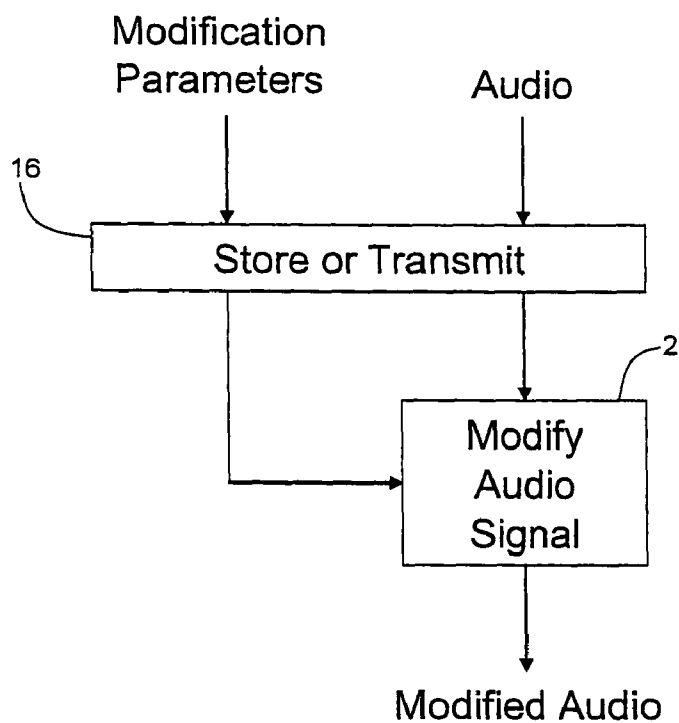 Modification
Parameters
Audio
16
Store or Transmit
2
Modify
Audio
Signal
Modified Audio